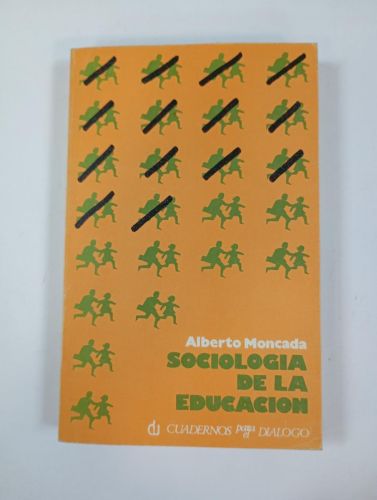 Alberto Moncada
SOCIOLOGIA
DE LA
EDUCACION
CUADERNOS para el DIALOGO